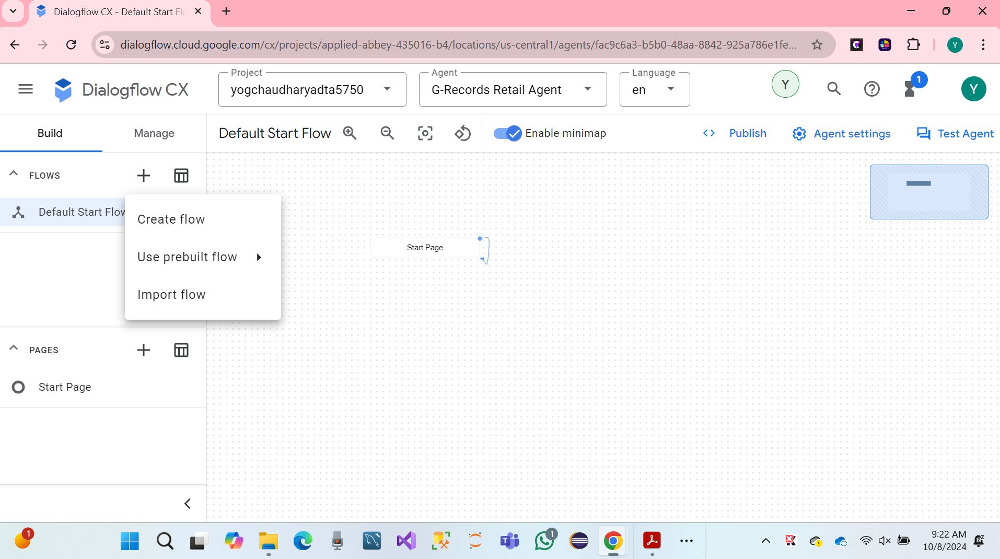 Dialogflow CX - Default Start Fl
dialogflow.cloud.google.com/cx/projects/applied-abbey-435016-b4/locations/us-central1/agents/fac9c6a3-b5b0-48aa-8842-925a786e1fe...
Y
Dialogflow CX
Project
yogchaudharyadta5750
Agent
G-Records Retail Agent
Language
en
Y
1
Y
Build
Manage
Default Start Flow
Enable minimap
Publish
Agent settings
Test Agent
FLOWS
Default Start Flow
Create flow
Use prebuilt flow
Import flow
Start Page
PAGES
Start Page
1
1
9:22 AM
10/8/2024